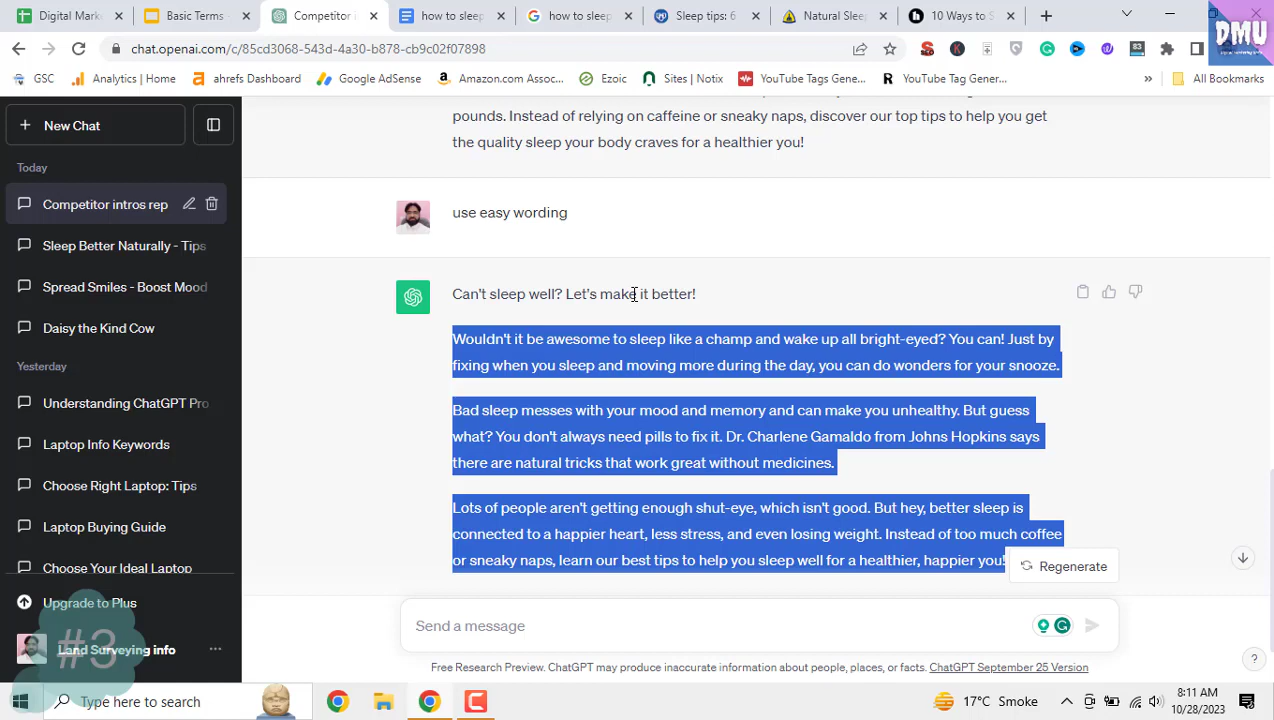 Digital Mark
Basic Terms -
Competitor in
how to sleep
how to sleep
Sleep tips:
Natural Slee
10 Ways to S
DMU
chat.openai.com/c/85cd3068-543d-4a30-b878-cb9c02f07898
83
GSC
Analytics | Home
ahrefs Dashboard
Google AdSense
Amazon.com Assoc...
Ezoic
Sites | Notix
YouTube Tags Gene...
YouTube Tag Gener...
»
All Bookmarks
New Chat
Today
Competitor intros rep
Sleep Better Naturally - Tips
Spread Smiles - Boost Mood
Daisy the Kind Cow
Yesterday
Understanding ChatGPT Pro
Laptop Info Keywords
Choose Right Laptop: Tips
Laptop Buying Guide
Choose Your Ideal Laptop
Upgrade to Plus
#3
Land Surveying info
pounds. Instead of relying on caffeine or sneaky naps, discover our top tips to help you get
the quality sleep your body craves for a healthier you!
use easy wording
Can't sleep well? Let's make it better!
Wouldn't it be awesome to sleep like a champ and wake up all bright-eyed? You can! Just by
fixing when you sleep and moving more during the day, you can do wonders for your snooze.
Bad sleep messes with your mood and memory and can make you unhealthy. But guess
what? You don't always need pills to fix it. Dr. Charlene Gamaldo from Johns Hopkins says
there are natural tricks that work great without medicines.
Lots of people aren't getting enough shut-eye, which isn't good. But hey, better sleep is
connected to a happier heart, less stress, and even losing weight. Instead of too much coffee
or sneaky naps, learn our best tips to help you sleep well for a healthier, happier you!
Regenerate
Send a message
Free Research Preview. ChatGPT may produce inaccurate information about people, places, or facts. ChatGPT September 25 Version
?
Type here to search
17°C Smoke
8:11 AM
10/28/2023